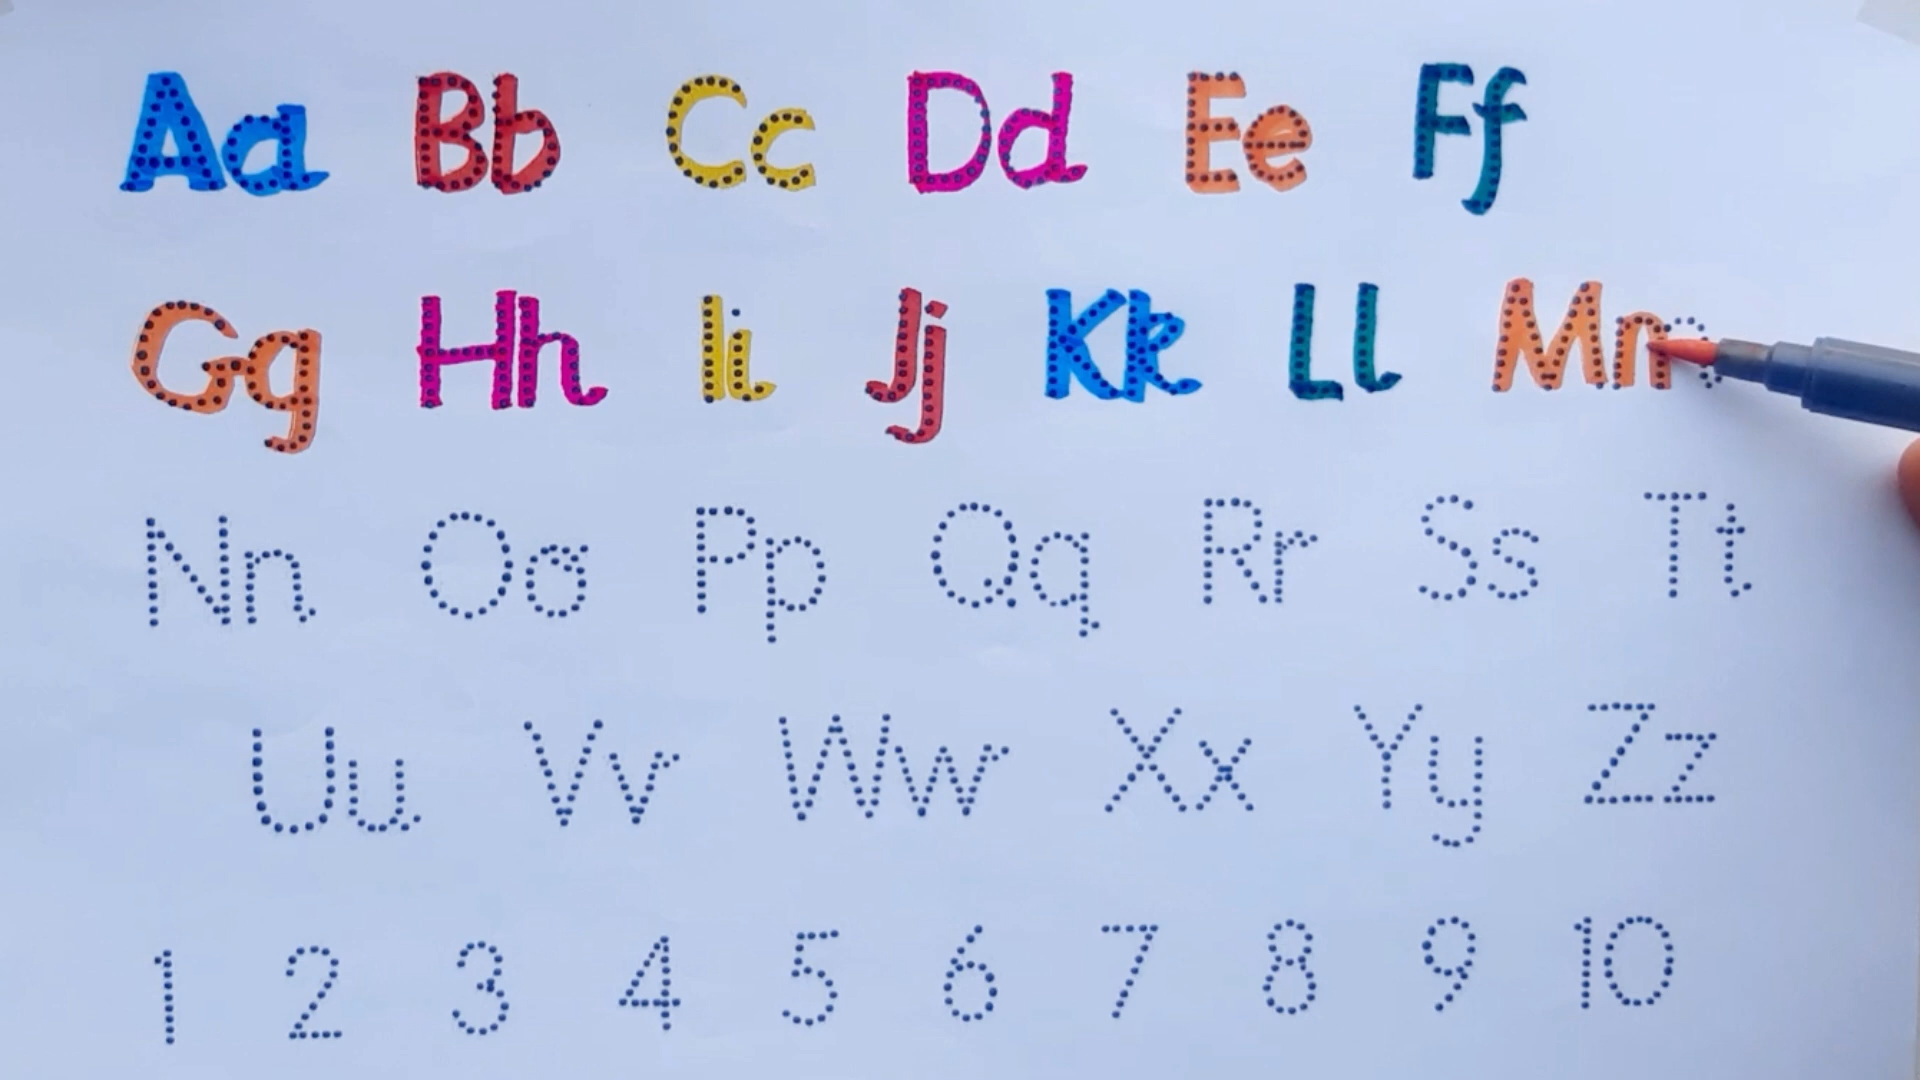 Aa Bb Cc Dd Ee Ff
Gg Hh Ii Jj Kk Ll Mm
Nn Oo Pp Qq Rr Ss Tt
Uu Vv Ww Xx Yy Zz
1 2 3 4 5 6 7 8 9 10